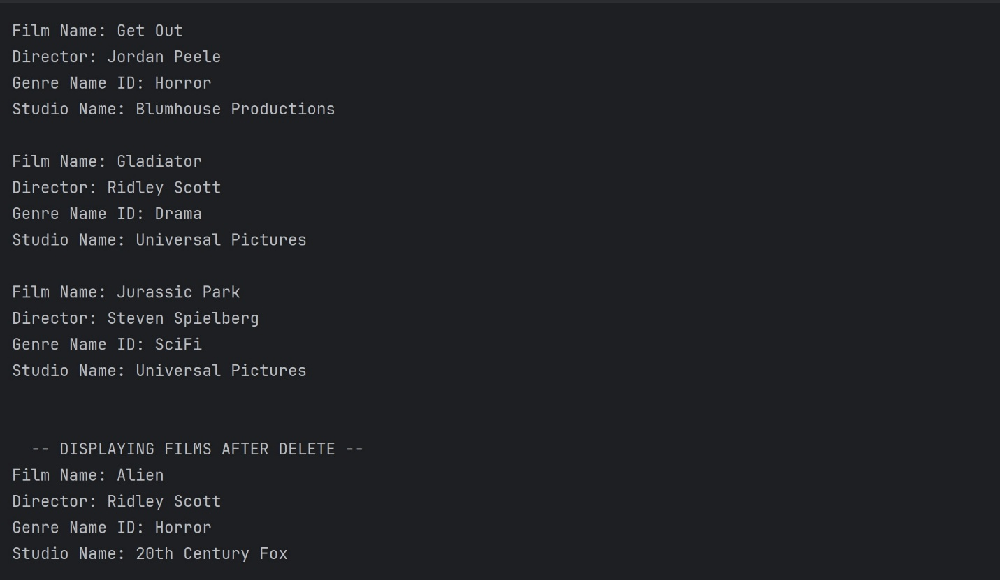 Film Name: Get Out
Director: Jordan Peele
Genre Name ID: Horror
Studio Name: Blumhouse Productions

Film Name: Gladiator
Director: Ridley Scott
Genre Name ID: Drama
Studio Name: Universal Pictures

Film Name: Jurassic Park
Director: Steven Spielberg
Genre Name ID: SciFi
Studio Name: Universal Pictures


  -- DISPLAYING FILMS AFTER DELETE --
Film Name: Alien
Director: Ridley Scott
Genre Name ID: Horror
Studio Name: 20th Century Fox